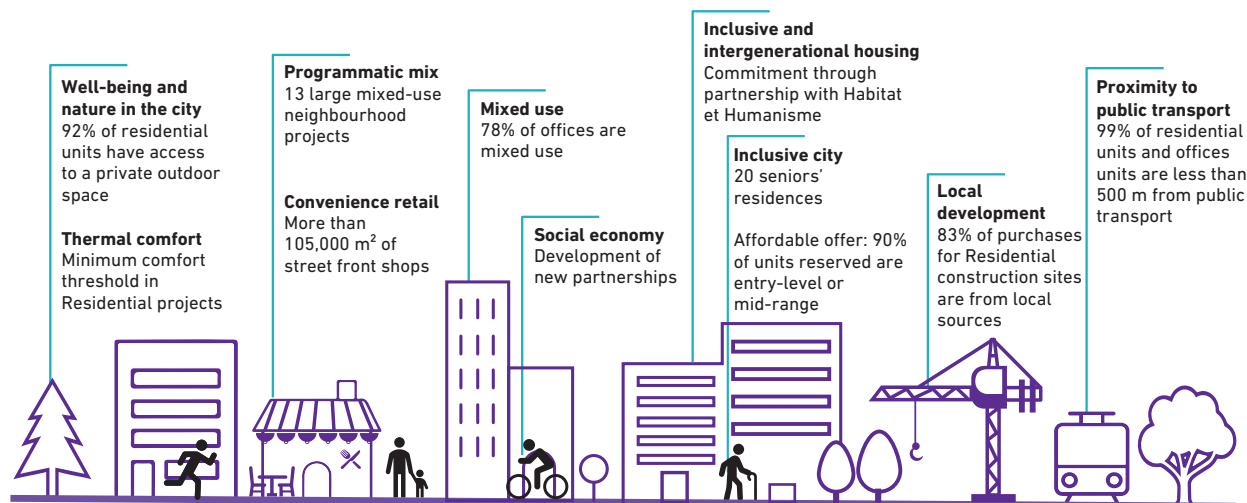 Well-being and
nature in the city
92% of residential
units have access
to a private outdoor
space
Thermal comfort
Minimum comfort
threshold in
Residential projects
Programmatic mix
13 large mixed-use
neighbourhood
projects
Convenience retail
More than
105,000 m² of
street front shops
Mixed use
78% of offices are
mixed use
Social economy
Development of
new partnerships
Inclusive and
intergenerational housing
Commitment through
partnership with Habitat
et Humanisme
Inclusive city
20 seniors'
residences
Affordable offer: 90%
of units reserved are
entry-level or
mid-range
Local
development
83% of purchases
for Residential
construction sites
are from local
sources
Proximity to
public transport
99% of residential
units and offices
units are less than
500 m from public
transport